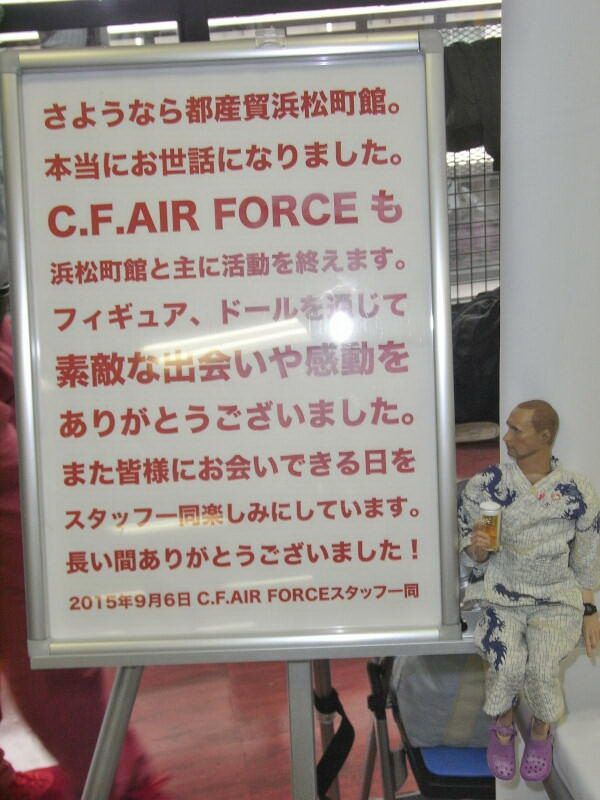 さようなら都産貿浜松町館。
本当にお世話になりました。
C.F.AIR FORCE も
浜松町館と主に活動を終えます。
フィギュア、ドールを通じて
素敵な出会いや感動を
ありがとうございました。
また皆様にお会いできる日を
スタッフ一同楽しみにしています。
長い間ありがとうございました！
2015年9月6日 C.F.AIR FORCEスタッフ一同